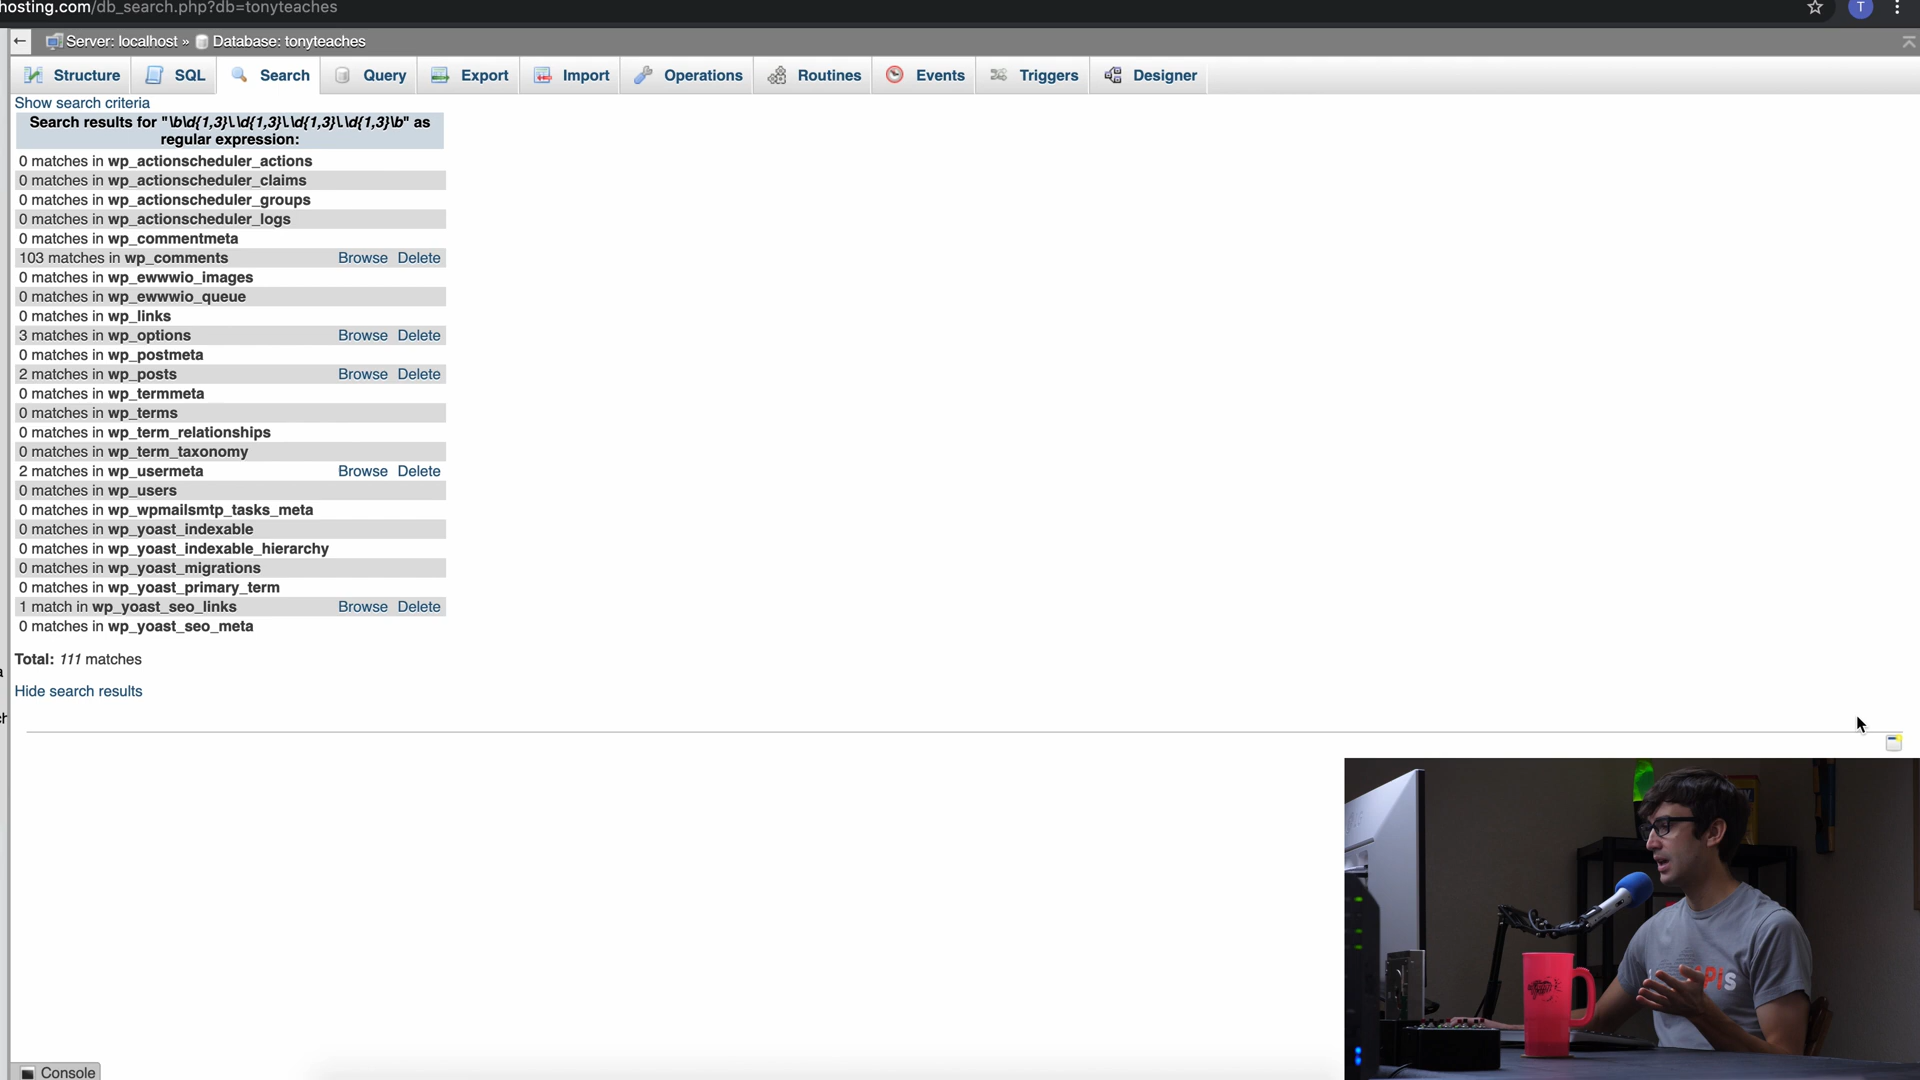 hosting.com/db_search.php?db=tonyteaches
T
Server: localhost » Database: tonyteaches
Structure SQL Search Query Export Import Operations Routines Events Triggers Designer
Show search criteria
Search results for "\b\d{1,3}\.\d{1,3}\.\d{1,3}\.\d{1,3}\b" as
regular expression:
0 matches in wp_actionscheduler_actions
0 matches in wp_actionscheduler_claims
0 matches in wp_actionscheduler_groups
0 matches in wp_actionscheduler_logs
0 matches in wp_commentmeta
103 matches in wp_comments Browse Delete
0 matches in wp_ewwwio_images
0 matches in wp_ewwwio_queue
0 matches in wp_links
3 matches in wp_options Browse Delete
0 matches in wp_postmeta
2 matches in wp_posts Browse Delete
0 matches in wp_termmeta
0 matches in wp_terms
0 matches in wp_term_relationships
0 matches in wp_term_taxonomy
2 matches in wp_usermeta Browse Delete
0 matches in wp_users
0 matches in wp_wpmailsmtp_tasks_meta
0 matches in wp_yoast_indexable
0 matches in wp_yoast_indexable_hierarchy
0 matches in wp_yoast_migrations
0 matches in wp_yoast_primary_term
1 match in wp_yoast_seo_links Browse Delete
0 matches in wp_yoast_seo_meta
Total: 111 matches
Hide search results
Console